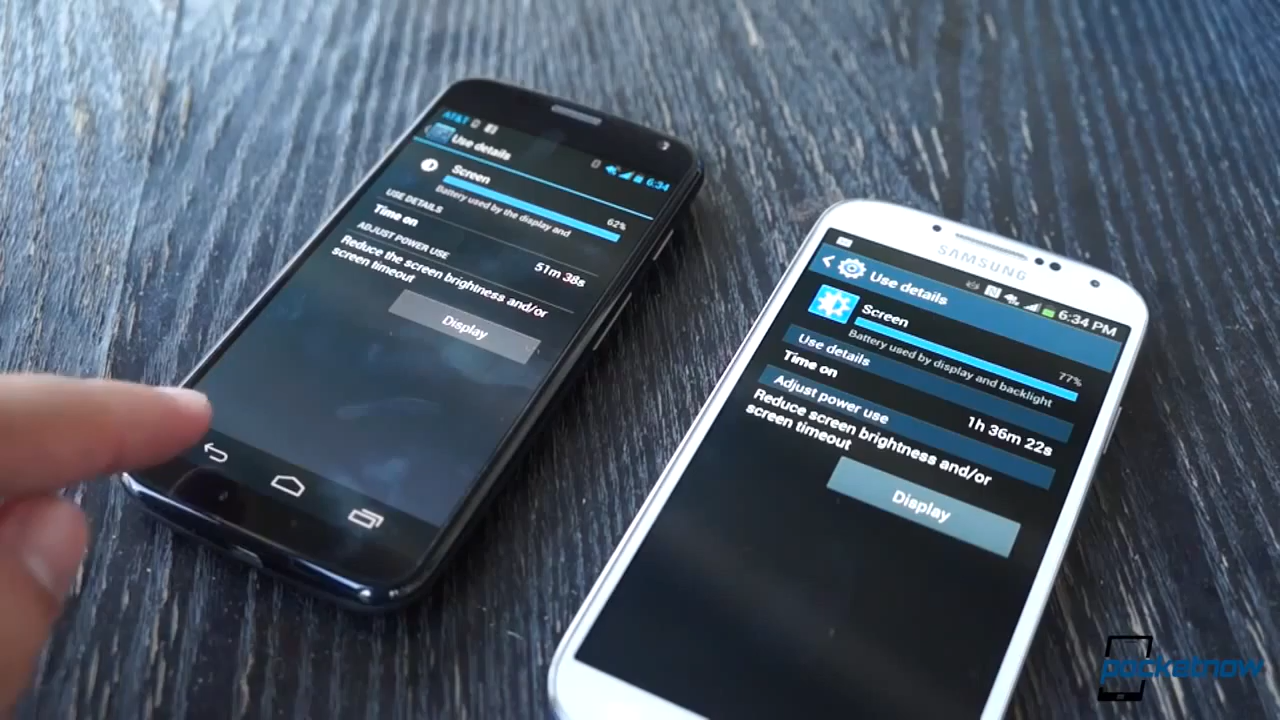 AT&T
6:34
Use details
Screen
62%
Battery used by the display and
USE DETAILS
Time on
51m 38s
ADJUST POWER USE
Reduce the screen brightness and/or
screen timeout
Display
SAMSUNG
6:34 PM
Use details
Screen
77%
Battery used by display and backlight
Use details
Time on
1h 36m 22s
Adjust power use
Reduce screen brightness and/or
screen timeout
Display
pocketnow